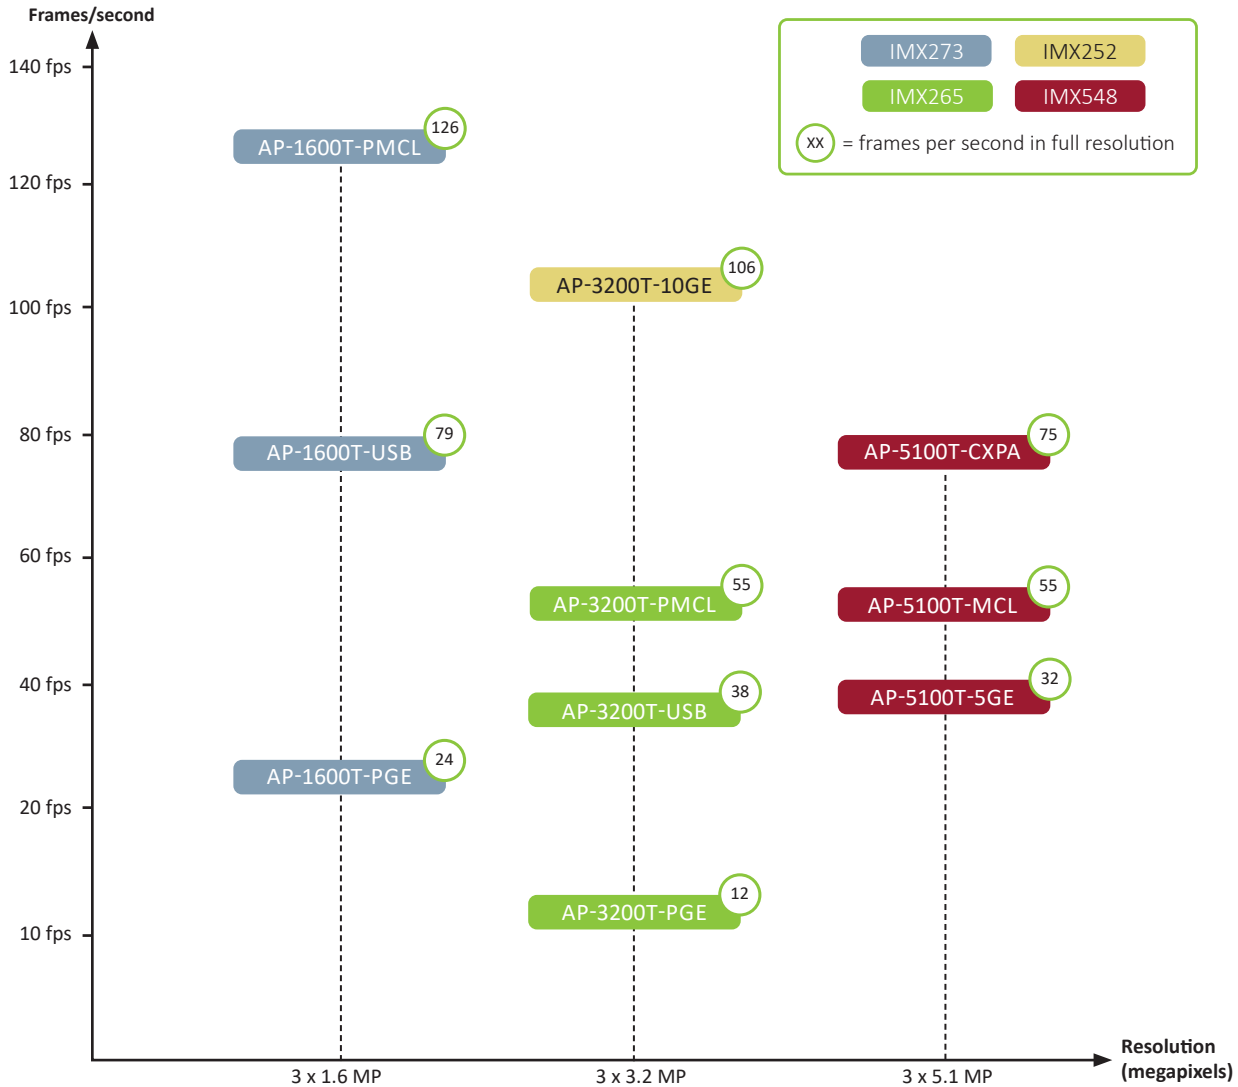 Frames/second
140 fps
120 fps
100 fps
80 fps
60 fps
40 fps
20 fps
10 fps
IMX273
IMX252
IMX265
IMX548
xx = frames per second in full resolution
AP-1600T-PMCL 126
AP-3200T-10GE 106
AP-1600T-USB 79
AP-5100T-CXPA 75
AP-3200T-PMCL 55
AP-5100T-MCL 55
AP-3200T-USB 38
AP-5100T-5GE 32
AP-1600T-PGE 24
AP-3200T-PGE 12
3 x 1.6 MP
3 x 3.2 MP
3 x 5.1 MP
Resolution
(megapixels)